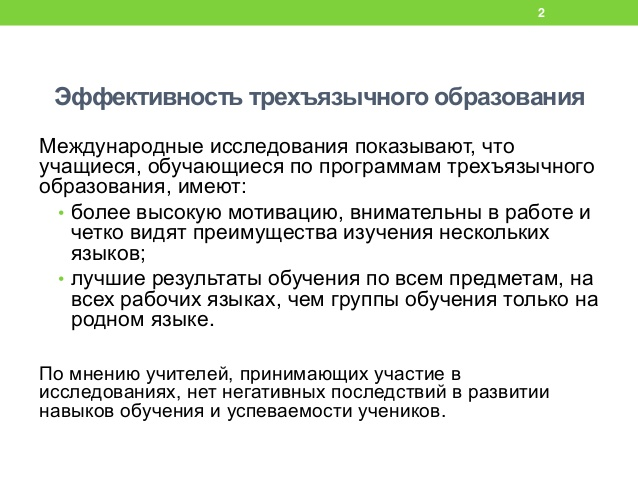 2
Эффективность трехъязычного образования
Международные исследования показывают, что
учащиеся, обучающиеся по программам трехъязычного
образования, имеют:
• более высокую мотивацию, внимательны в работе и
четко видят преимущества изучения нескольких
языков;
• лучшие результаты обучения по всем предметам, на
всех рабочих языках, чем группы обучения только на
родном языке.
По мнению учителей, принимающих участие в
исследованиях, нет негативных последствий в развитии
навыков обучения и успеваемости учеников.